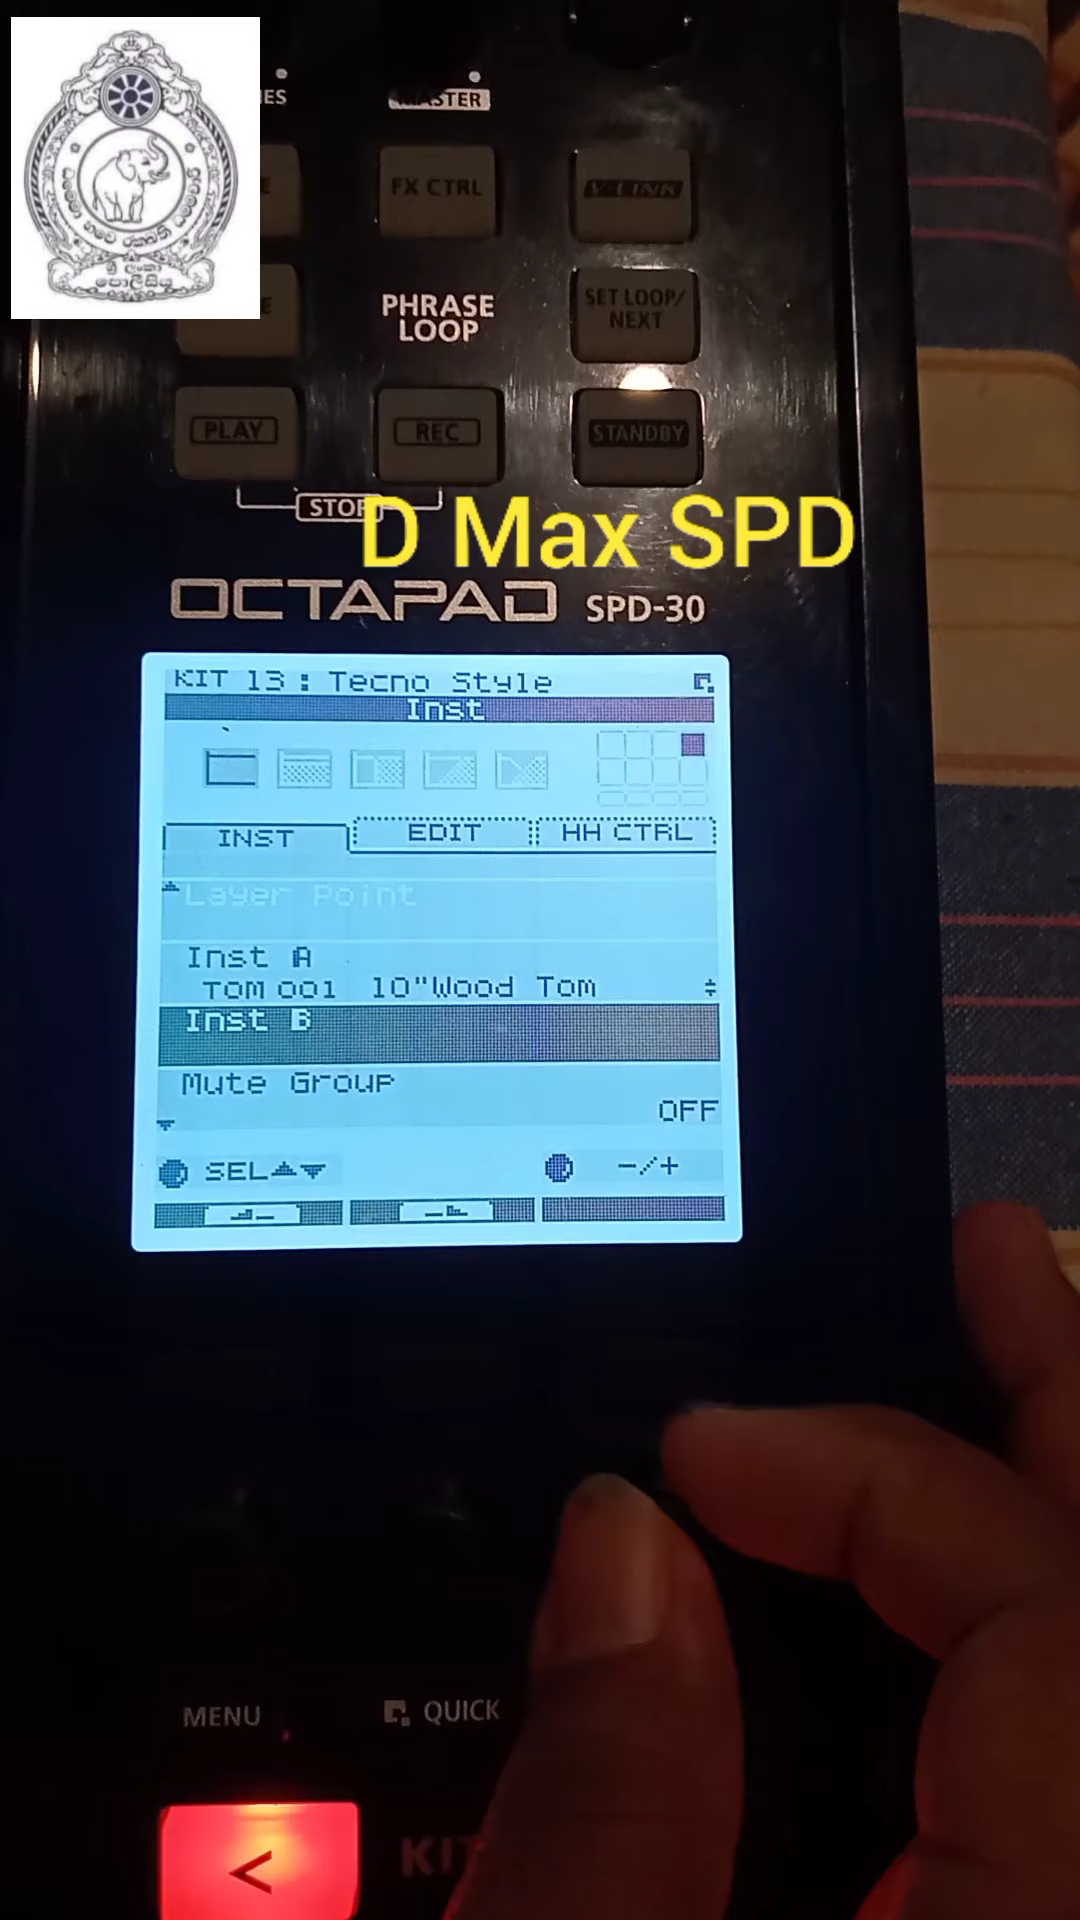 MASTER
FX CTRL
V-LINK
PHRASE
LOOP
SET LOOP/
NEXT
PLAY
REC
STANDBY
STOP
D Max SPD
OCTAPAD SPD-30
KIT 13 : Tecno Style
Inst
INST
EDIT
HH CTRL
Layer Point
Inst A
TOM 001 10"Wood Tom
Inst B
Mute Group
OFF
SEL
-/+
MENU
QUICK
<
ශ්‍රී ලංකා
පොලීසිය